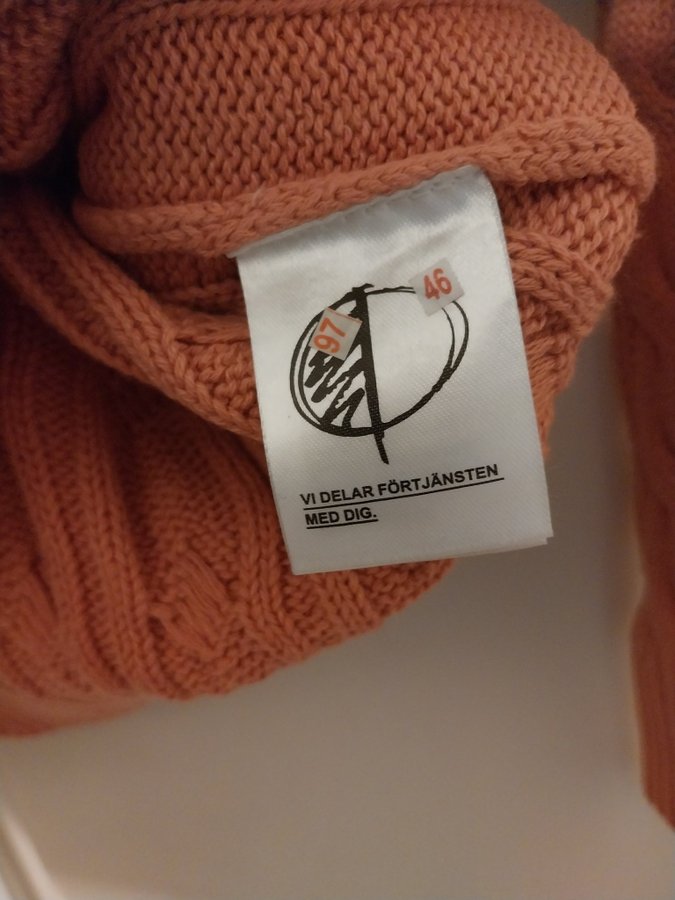 46
97
VI DELAR FÖRTJÄNSTEN
MED DIG.